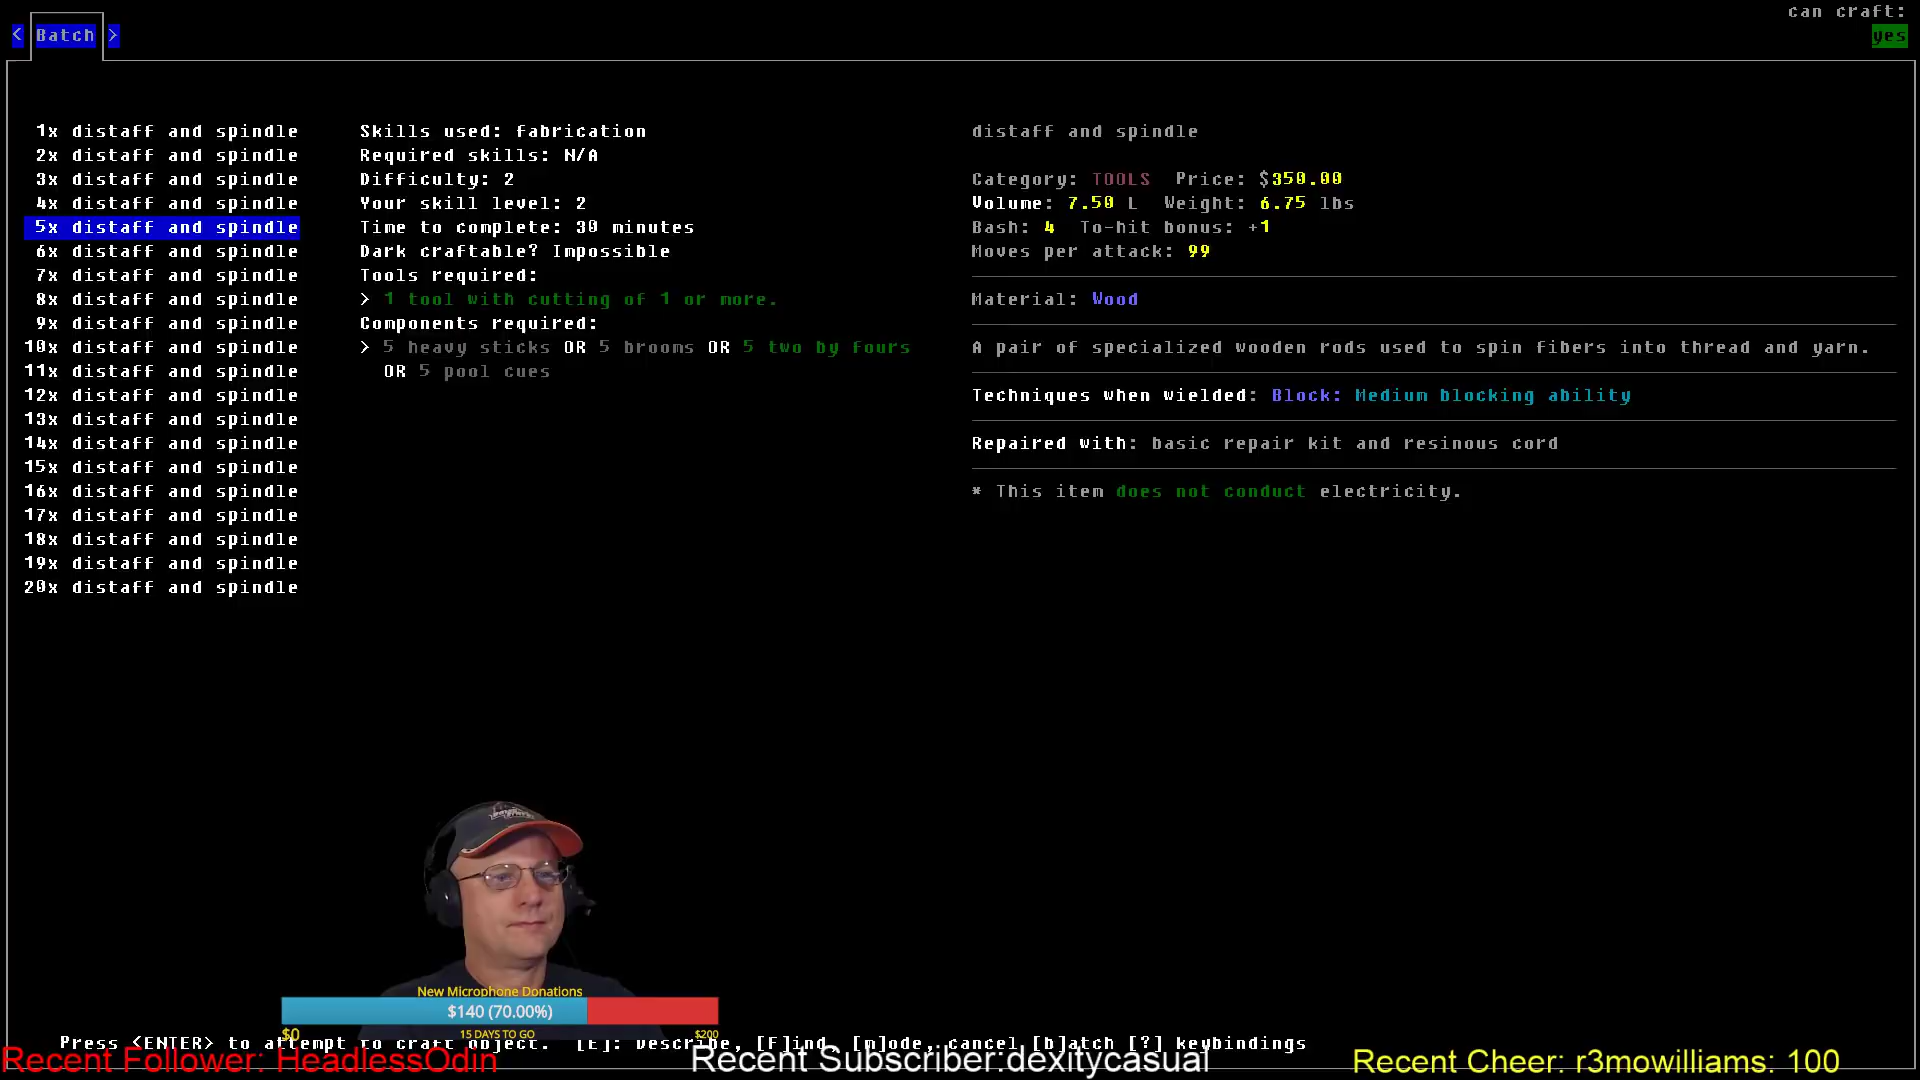 can craft:
< Batch >
yes
1x distaff and spindle
2x distaff and spindle
3x distaff and spindle
4x distaff and spindle
5x distaff and spindle
6x distaff and spindle
7x distaff and spindle
8x distaff and spindle
9x distaff and spindle
10x distaff and spindle
11x distaff and spindle
12x distaff and spindle
13x distaff and spindle
14x distaff and spindle
15x distaff and spindle
16x distaff and spindle
17x distaff and spindle
18x distaff and spindle
19x distaff and spindle
20x distaff and spindle
Skills used: fabrication
Required skills: N/A
Difficulty: 2
Your skill level: 2
Time to complete: 30 minutes
Dark craftable? Impossible
Tools required:
> 1 tool with cutting of 1 or more.
Components required:
> 5 heavy sticks OR 5 brooms OR 5 two by fours
OR 5 pool cues
distaff and spindle
Category: TOOLS Price: $350.00
Volume: 7.50 L Weight: 6.75 lbs
Bash: 4 To-hit bonus: +1
Moves per attack: 99
Material: Wood
A pair of specialized wooden rods used to spin fibers into thread and yarn.
Techniques when wielded: Block: Medium blocking ability
Repaired with: basic repair kit and resinous cord
* This item does not conduct electricity.
New Microphone Donations
$140 (70.00%)
$0 15 DAYS TO GO $200
Press <ENTER> to attempt to craft object. [E]: Describe, [F]ind, [m]ode, cancel [b]atch [?] keybindings
Recent Follower: HeadlessOdin
Recent Subscriber:dexitycasual
Recent Cheer: r3mowilliams: 100